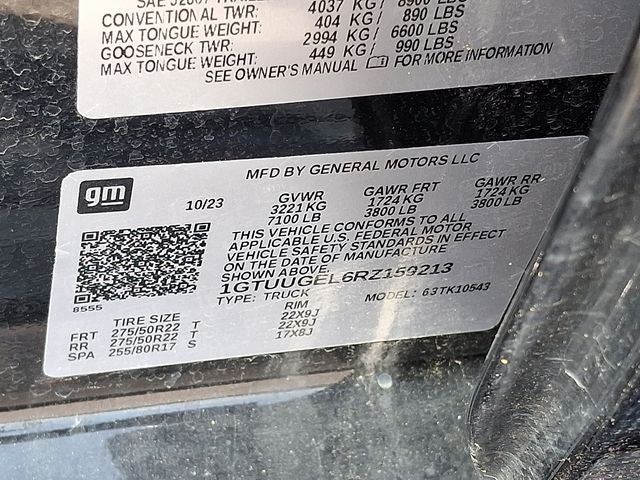 SAE J2807 TRAILER
4037 KG/ 8900 LBS
CONVENTIONAL TWR: 404 KG/ 890 LBS
MAX TONGUE WEIGHT: 2994 KG/ 6600 LBS
GOOSENECK TWR: 449 KG/ 990 LBS
MAX TONGUE WEIGHT:
SEE OWNER'S MANUAL FOR MORE INFORMATION
gm
MFD BY GENERAL MOTORS LLC
10/23 GVWR GAWR FRT GAWR RR
3221 KG 1724 KG 1724 KG
7100 LB 3800 LB 3800 LB
THIS VEHICLE CONFORMS TO ALL
APPLICABLE U.S. FEDERAL MOTOR
VEHICLE SAFETY STANDARDS IN EFFECT
ON THE DATE OF MANUFACTURE
SHOWN ABOVE.
1GTUUGEL6RZ159213
8555
TYPE: TRUCK MODEL: 63TK10543
TIRE SIZE RIM
FRT 275/50R22 T 22X9J
RR 275/50R22 T 22X9J
SPA 255/80R17 S 17X8J